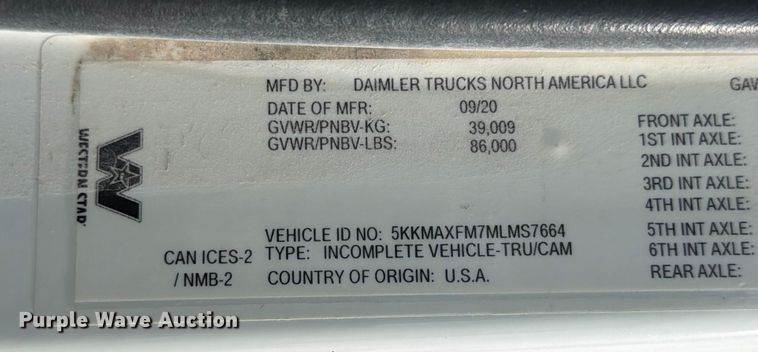 MFD BY: DAIMLER TRUCKS NORTH AMERICA LLC
DATE OF MFR: 09/20
GVWR/PNBV-KG: 39,009
GVWR/PNBV-LBS: 86,000
GAV
FRONT AXLE:
1ST INT AXLE:
2ND INT AXLE:
3RD INT AXLE:
4TH INT AXLE:
5TH INT AXLE:
6TH INT AXLE:
REAR AXLE:
WESTERN STAR
VEHICLE ID NO: 5KKMAXFM7MLMS7664
CAN ICES-2 TYPE: INCOMPLETE VEHICLE-TRU/CAM
/ NMB-2 COUNTRY OF ORIGIN: U.S.A.
Purple Wave Auction